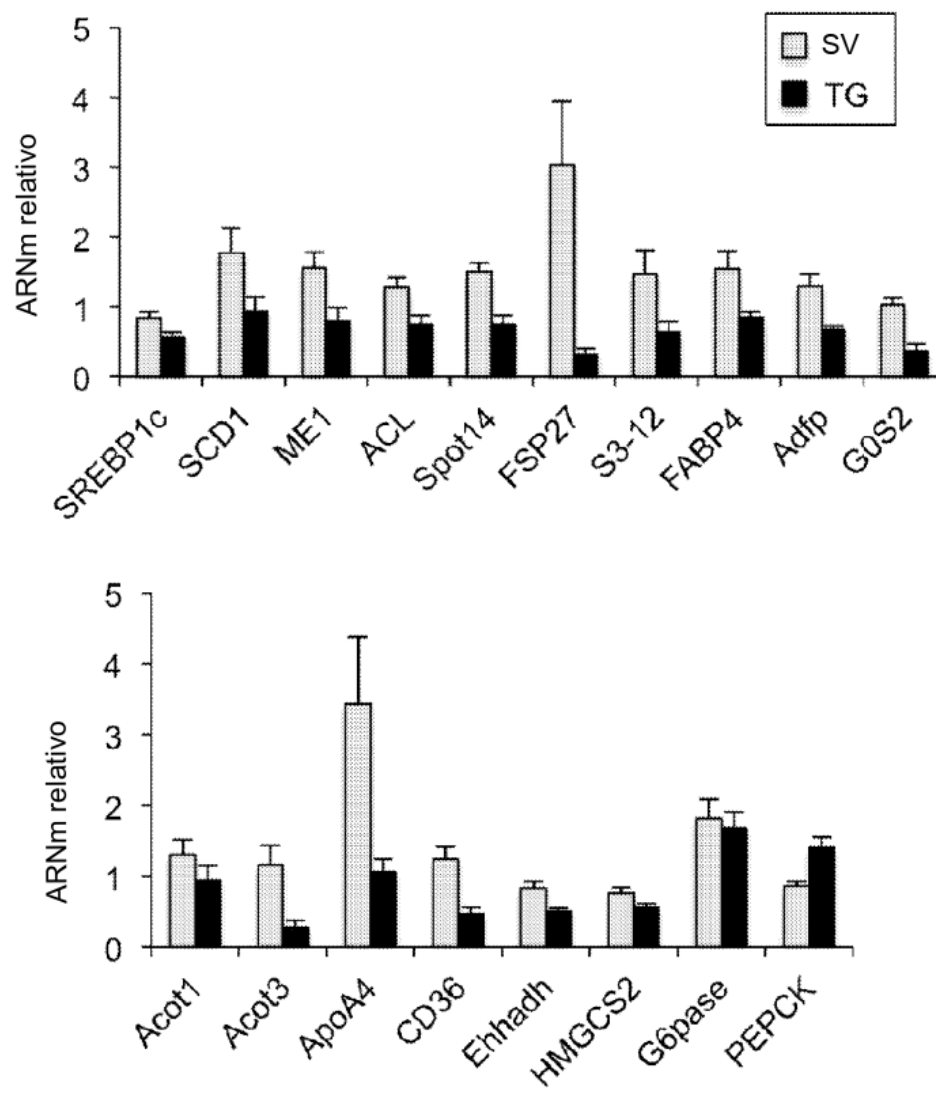 5
4
3
2
1
0
ARNm relativo
SV
TG
SREBP1c
SCD1
ME1
ACL
Spot14
FSP27
S3-12
FABP4
Adfp
G0S2
5
4
3
2
1
0
ARNm relativo
Acot1
Acot3
ApoA4
CD36
Ehhadh
HMGCS2
G6pase
PEPCK